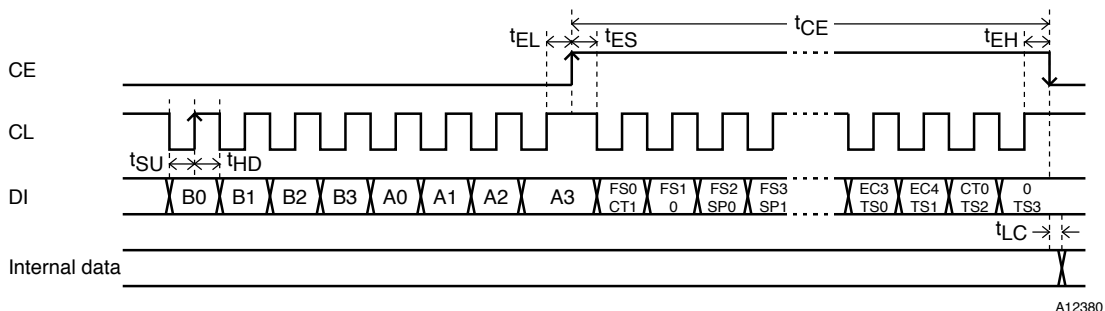 tCE
tEL tES tEH
CE
CL
tSU tHD
DI B0 B1 B2 B3 A0 A1 A2 A3 FS0 FS1 FS2 FS3 EC3 EC4 CT0 0
CT1 0 SP0 SP1 TS0 TS1 TS2 TS3
tLC
Internal data
A12380